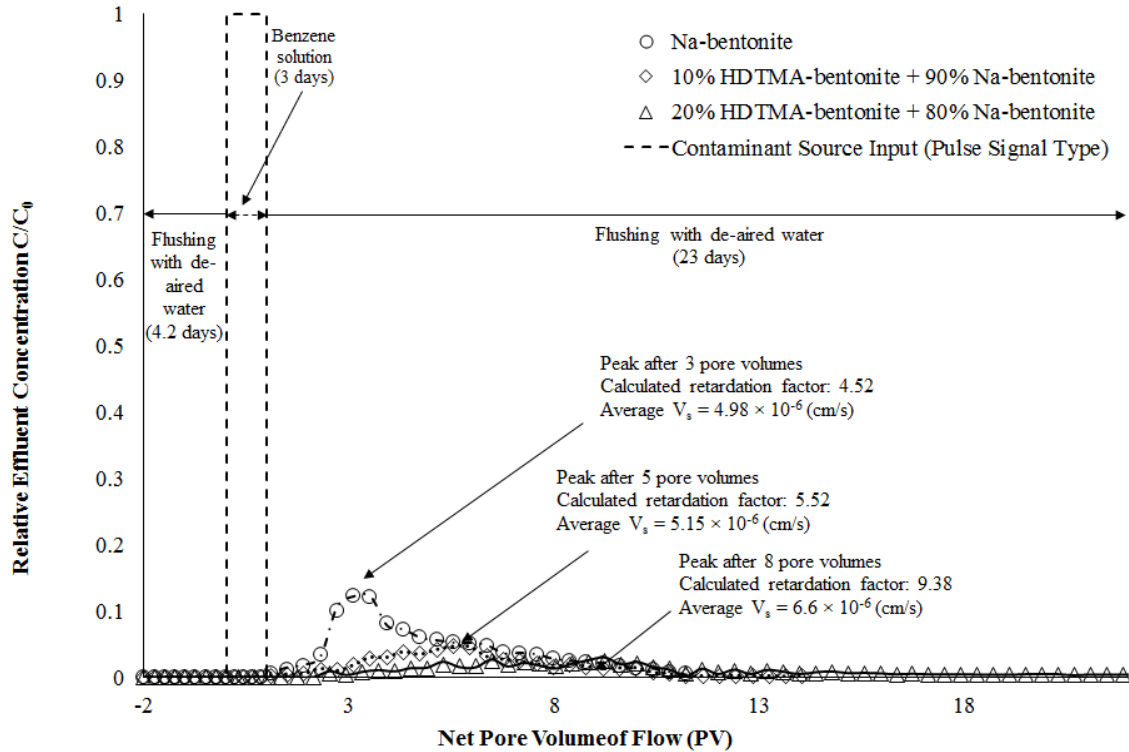 1
0.9
0.8
0.7
0.6
0.5
0.4
0.3
0.2
0.1
0
Relative Effluent Concentration C/C₀
Benzene
solution
(3 days)
Na-bentonite
10% HDTMA-bentonite + 90% Na-bentonite
20% HDTMA-bentonite + 80% Na-bentonite
Contaminant Source Input (Pulse Signal Type)
Flushing
with de-
aired
water
(4.2 days)
Flushing with de-aired water
(23 days)
Peak after 3 pore volumes
Calculated retardation factor: 4.52
Average Vₛ = 4.98 × 10⁻⁶ (cm/s)
Peak after 5 pore volumes
Calculated retardation factor: 5.52
Average Vₛ = 5.15 × 10⁻⁶ (cm/s)
Peak after 8 pore volumes
Calculated retardation factor: 9.38
Average Vₛ = 6.6 × 10⁻⁶ (cm/s)
-2 3 8 13 18
Net Pore Volumeof Flow (PV)